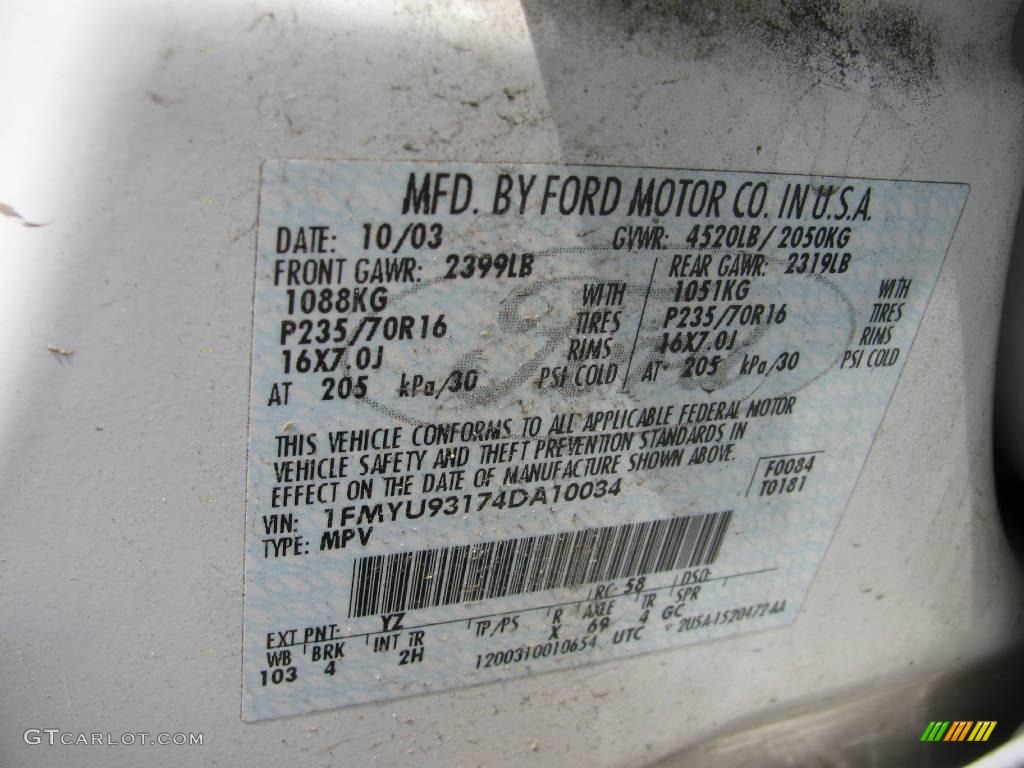 MFD. BY FORD MOTOR CO. IN U.S.A.
DATE: 10/03 GVWR: 4520LB/ 2050KG
FRONT GAWR: 2399LB REAR GAWR: 2319LB
1088KG WITH 1051KG WITH
P235/70R16 TIRES P235/70R16 TIRES
16X7.0J RIMS 16X7.0J RIMS
AT 205 kPa/30 PSI COLD AT 205 kPa/30 PSI COLD
THIS VEHICLE CONFORMS TO ALL APPLICABLE FEDERAL MOTOR
VEHICLE SAFETY AND THEFT PREVENTION STANDARDS IN
EFFECT ON THE DATE OF MANUFACTURE SHOWN ABOVE.
F0084
T0181
VIN: 1FMYU93174DA10034
TYPE: MPV
EXT PNT: YZ RC: 58 DSO:
WB BRK INT TR TP/PS R AXLE TR SPR
103 4 2H X 69 4 GC
1200310010654 UTC 2U5A-1520472-AA
GTCARLOT.COM